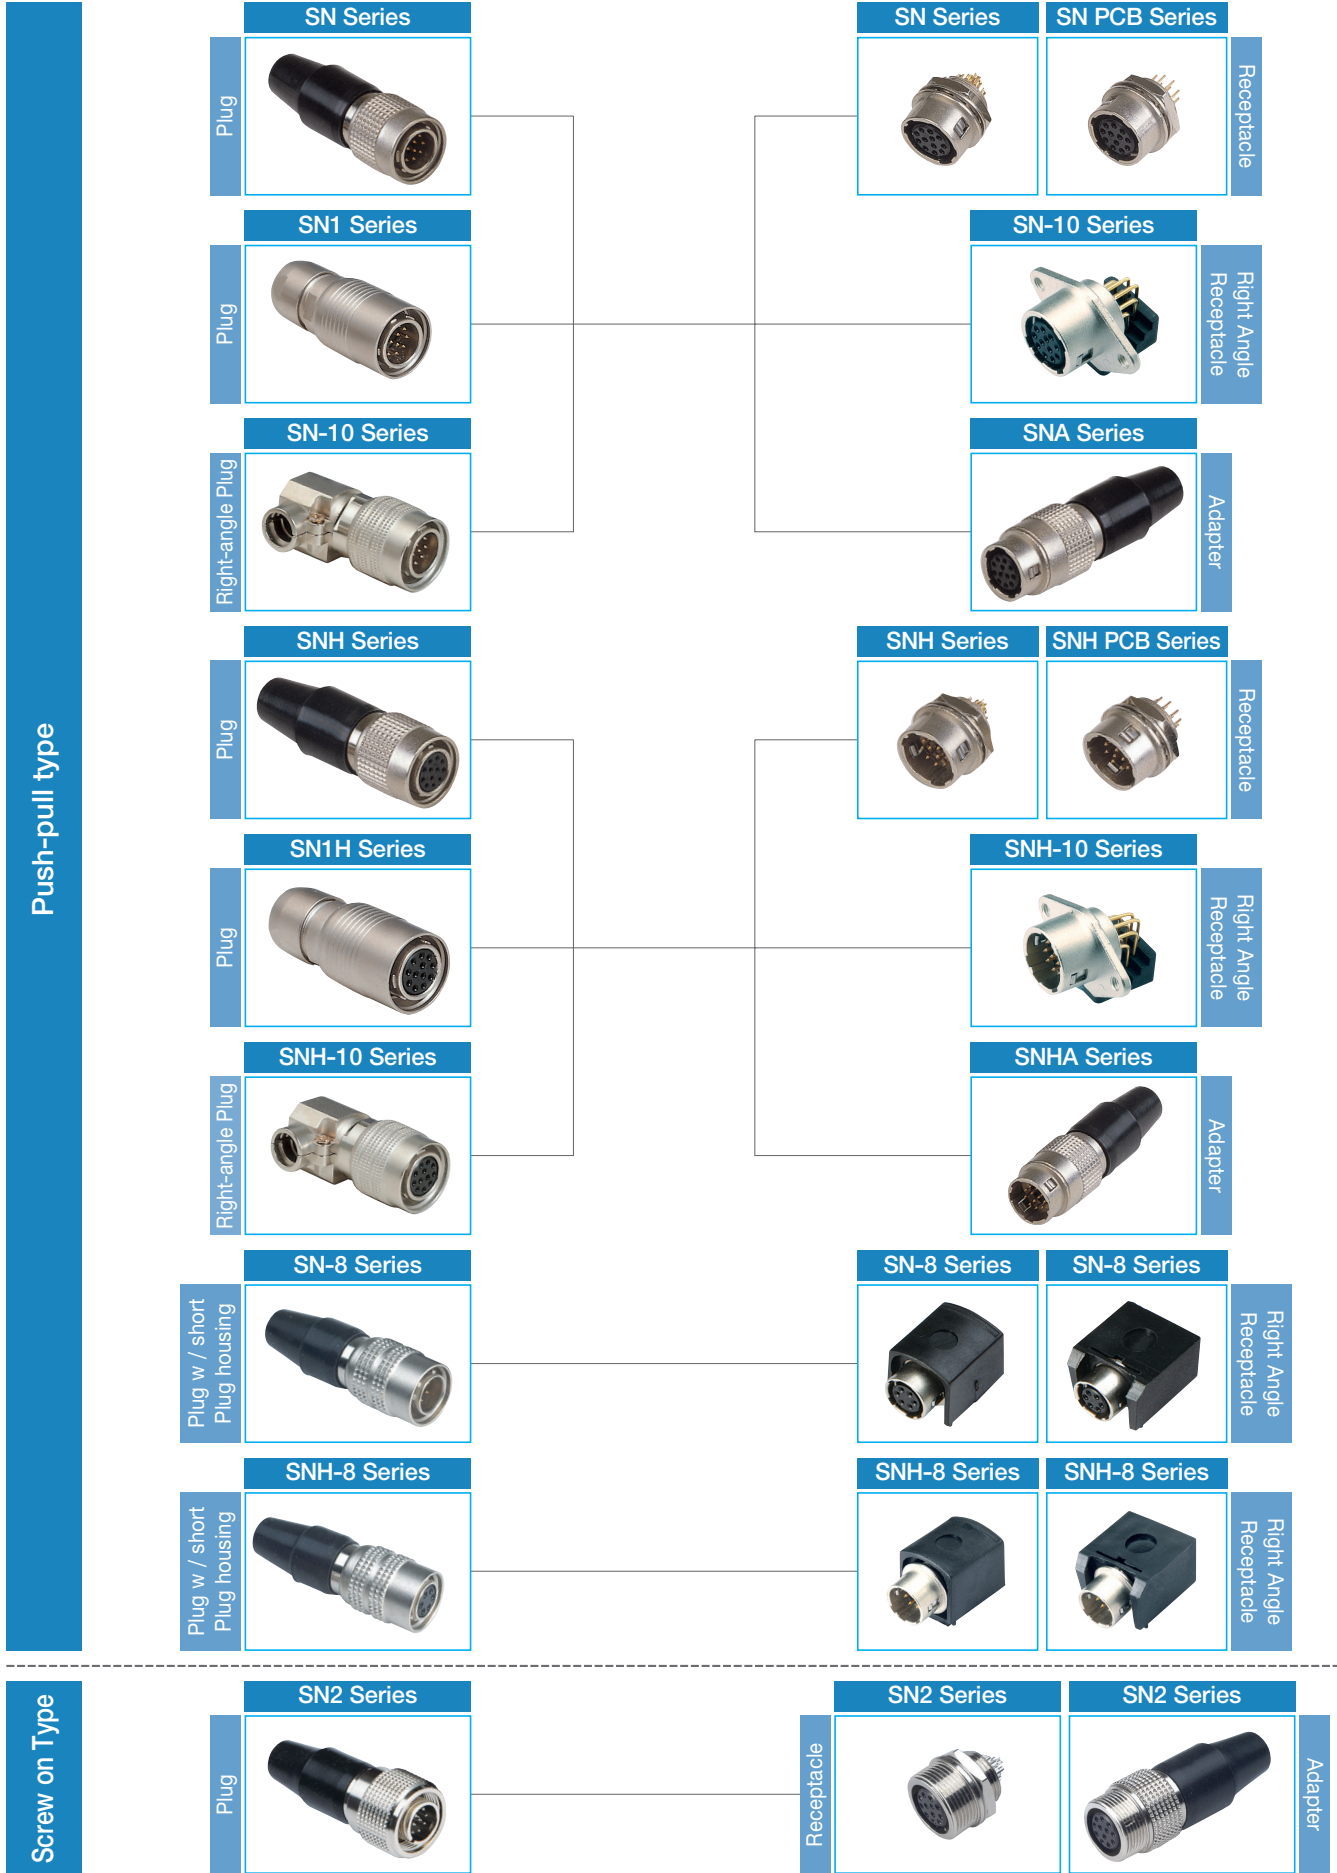 Push-pull type
SN Series
Plug
SN Series
SN PCB Series
Receptacle
SN1 Series
Plug
SN-10 Series
Right Angle
Receptacle
SN-10 Series
Right-angle Plug
SNA Series
Adapter
SNH Series
Plug
SNH Series
SNH PCB Series
Receptacle
SN1H Series
Plug
SNH-10 Series
Right Angle
Receptacle
SNH-10 Series
Right-angle Plug
SNHA Series
Adapter
SN-8 Series
Plug w / short
Plug housing
SN-8 Series
SN-8 Series
Right Angle
Receptacle
SNH-8 Series
Plug w / short
Plug housing
SNH-8 Series
SNH-8 Series
Right Angle
Receptacle
Screw on Type
SN2 Series
Plug
Receptacle
SN2 Series
SN2 Series
Adapter